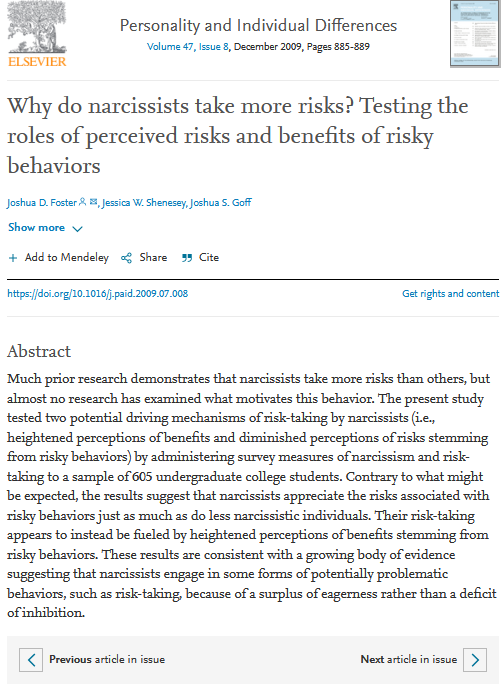 ELSEVIER
Personality and Individual Differences
Volume 47, Issue 8, December 2009, Pages 885-889
Why do narcissists take more risks? Testing the
roles of perceived risks and benefits of risky
behaviors
Joshua D. Foster, Jessica W. Shenesey, Joshua S. Goff
Show more
+ Add to Mendeley Share Cite
https://doi.org/10.1016/j.paid.2009.07.008 Get rights and content
Abstract
Much prior research demonstrates that narcissists take more risks than others, but
almost no research has examined what motivates this behavior. The present study
tested two potential driving mechanisms of risk-taking by narcissists (i.e.,
heightened perceptions of benefits and diminished perceptions of risks stemming
from risky behaviors) by administering survey measures of narcissism and risk-
taking to a sample of 605 undergraduate college students. Contrary to what might
be expected, the results suggest that narcissists appreciate the risks associated with
risky behaviors just as much as do less narcissistic individuals. Their risk-taking
appears to instead be fueled by heightened perceptions of benefits stemming from
risky behaviors. These results are consistent with a growing body of evidence
suggesting that narcissists engage in some forms of potentially problematic
behaviors, such as risk-taking, because of a surplus of eagerness rather than a deficit
of inhibition.
Previous article in issue Next article in issue